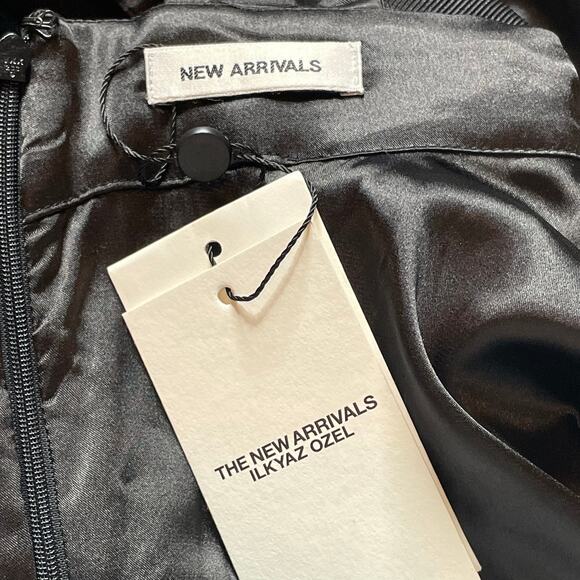 NEW ARRIVALS
THE NEW ARRIVALS
ILKYAZ OZEL